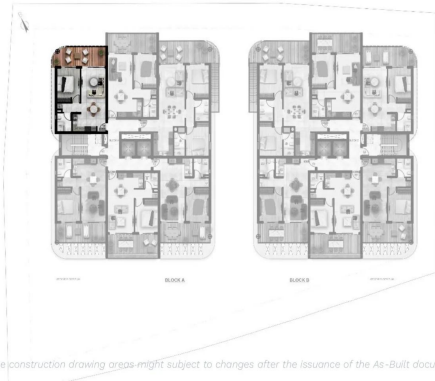 BLOCK A
BLOCK B
e construction drawing areas might subject to changes after the issuance of the As-Built docu